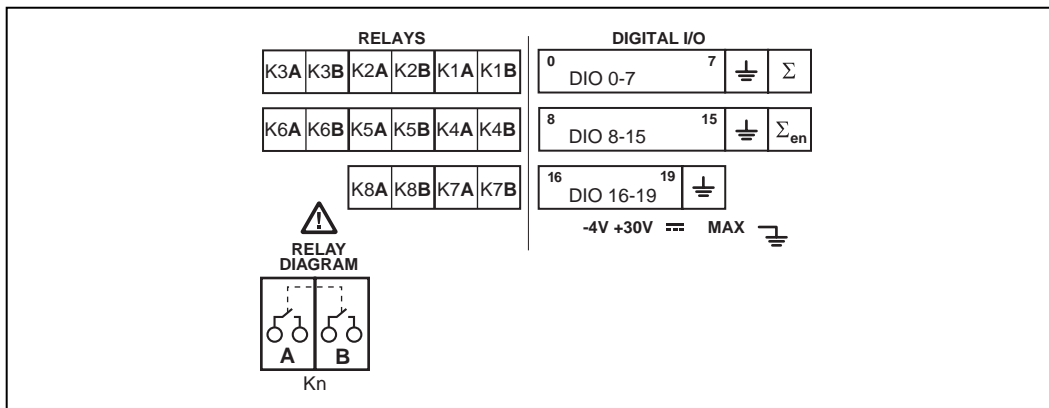 RELAYS
K3A K3B K2A K2B K1A K1B
K6A K6B K5A K5B K4A K4B
K8A K8B K7A K7B
DIGITAL I/O
0 7
DIO 0-7 Σ
8 15
DIO 8-15 Σen
16 19
DIO 16-19
-4V +30V MAX
RELAY
DIAGRAM
A B
Kn